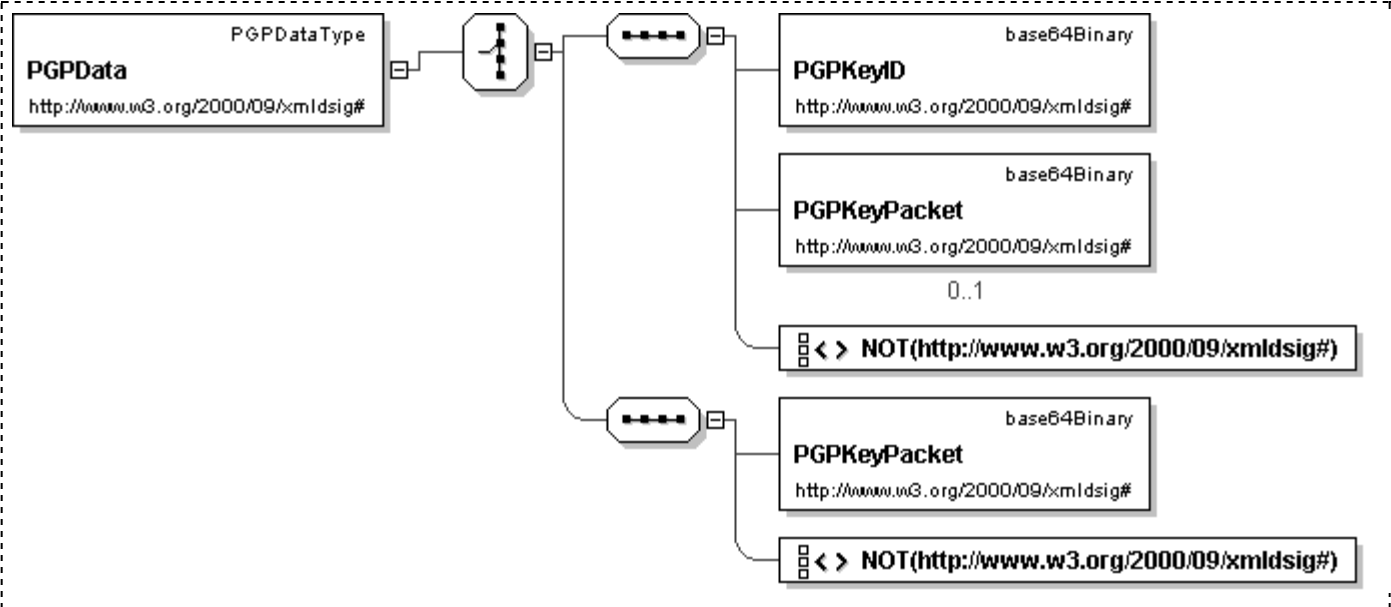 PGPDataType
PGPData
http://www.w3.org/2000/09/xmldsig#
base64Binary
PGPKeyID
http://www.w3.org/2000/09/xmldsig#
base64Binary
PGPKeyPacket
http://www.w3.org/2000/09/xmldsig#
0..1
< > NOT(http://www.w3.org/2000/09/xmldsig#)
base64Binary
PGPKeyPacket
http://www.w3.org/2000/09/xmldsig#
< > NOT(http://www.w3.org/2000/09/xmldsig#)